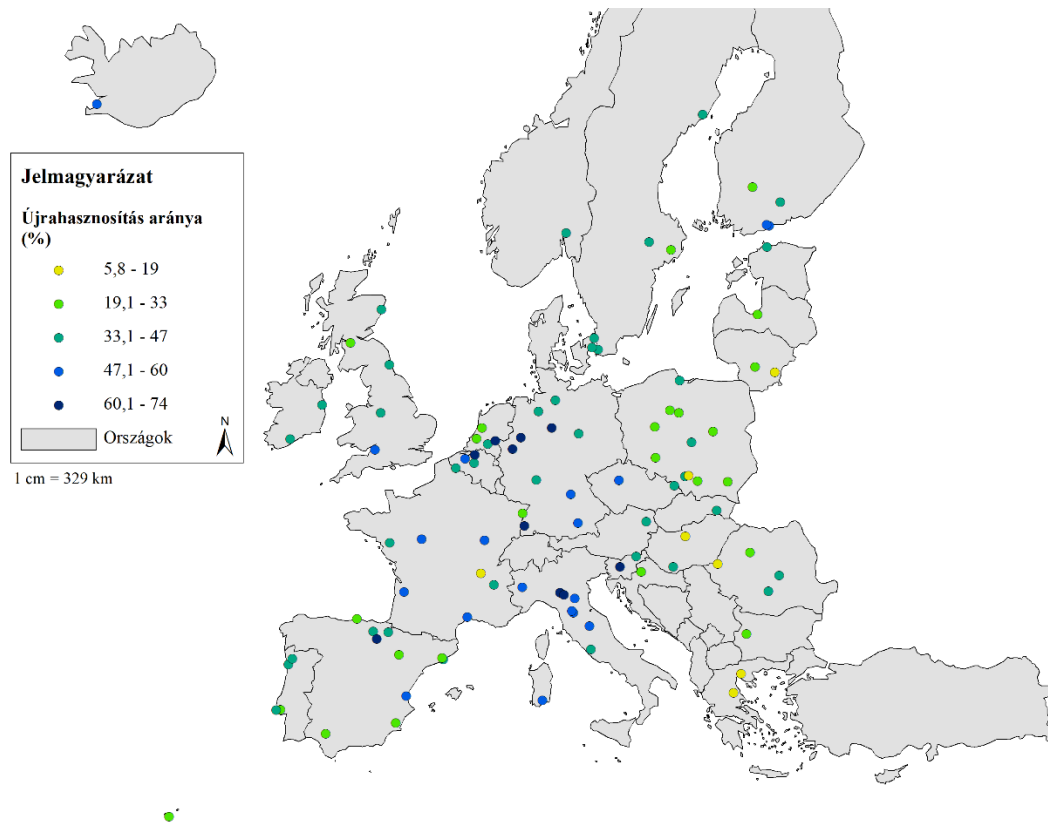 Jelmagyarázat
Újrahasznosítás aránya
(%)
5,8 - 19
19,1 - 33
33,1 - 47
47,1 - 60
60,1 - 74
Országok
N
1 cm = 329 km